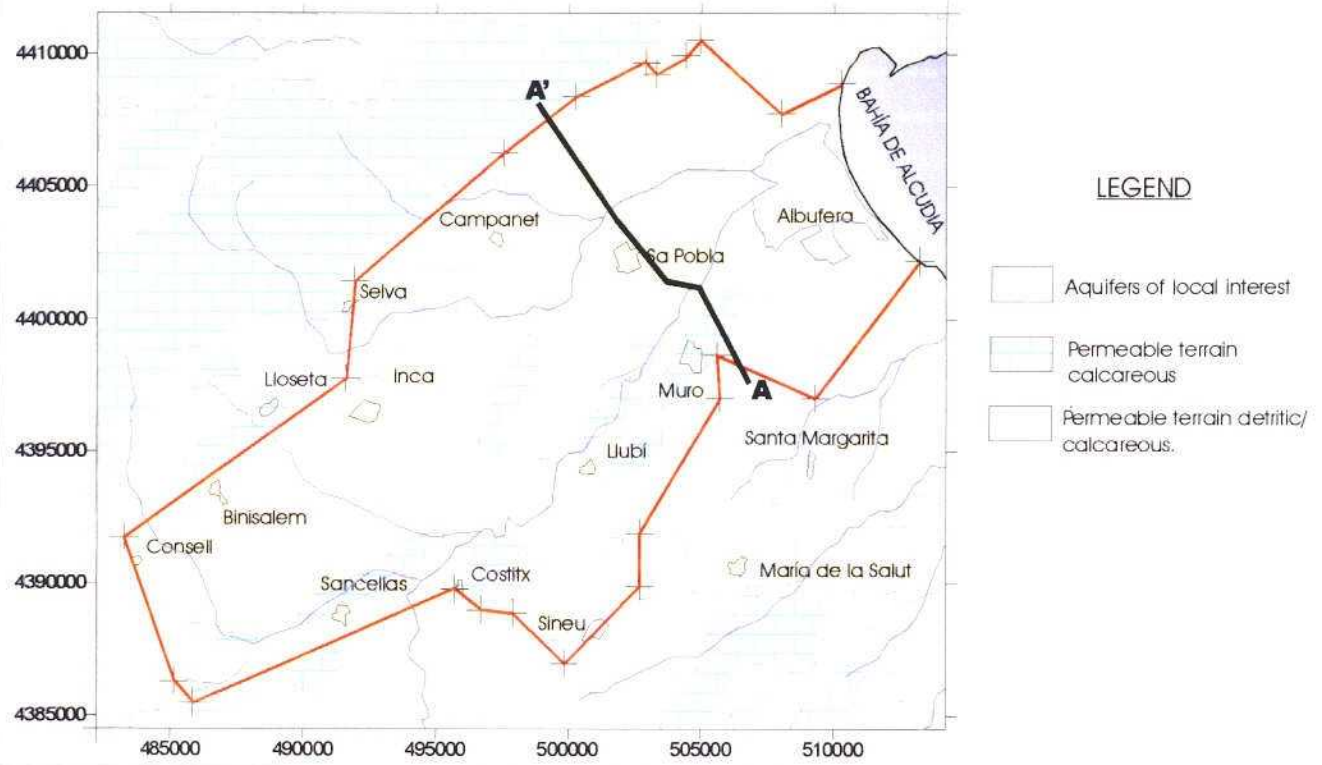 4410000
4405000
4400000
4395000
4390000
4385000
485000
490000
495000
500000
505000
510000
A'
BAHÍA DE ALCUDIA
Campanet
Albufera
Sa Pobla
Selva
Lloseta
Inca
Muro
A
Santa Margarita
Llubí
Binisalem
Consell
Sancellas
Costitx
María de la Salut
Sineu
LEGEND
Aquifers of local interest
Permeable terrain
calcareous
Permeable terrain detritic/
calcareous.